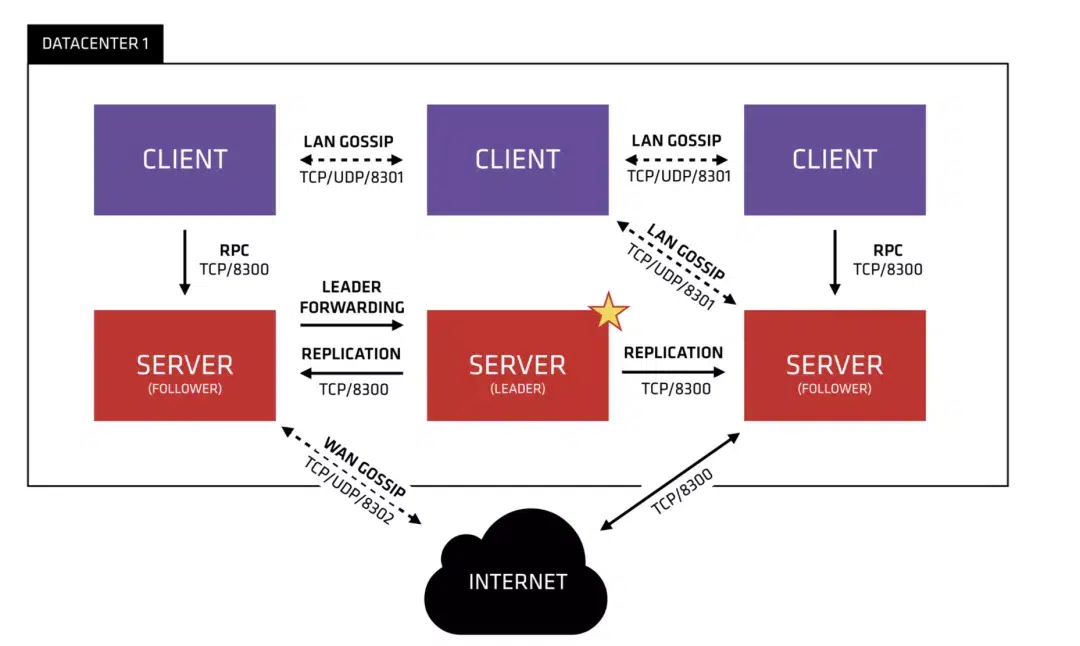 DATACENTER 1
CLIENT
LAN GOSSIP
TCP/UDP/8301
CLIENT
LAN GOSSIP
TCP/UDP/8301
CLIENT
RPC
TCP/8300
LAN GOSSIP
TCP/UDP/8301
RPC
TCP/8300
LEADER
FORWARDING
SERVER
(FOLLOWER)
REPLICATION
TCP/8300
SERVER
(LEADER)
REPLICATION
TCP/8300
SERVER
(FOLLOWER)
WAN GOSSIP
TCP/UDP/8302
TCP/8300
INTERNET